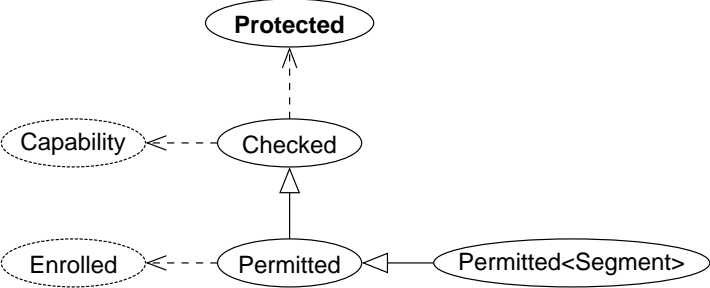 Protected
Capability
Checked
Enrolled
Permitted
Permitted<Segment>